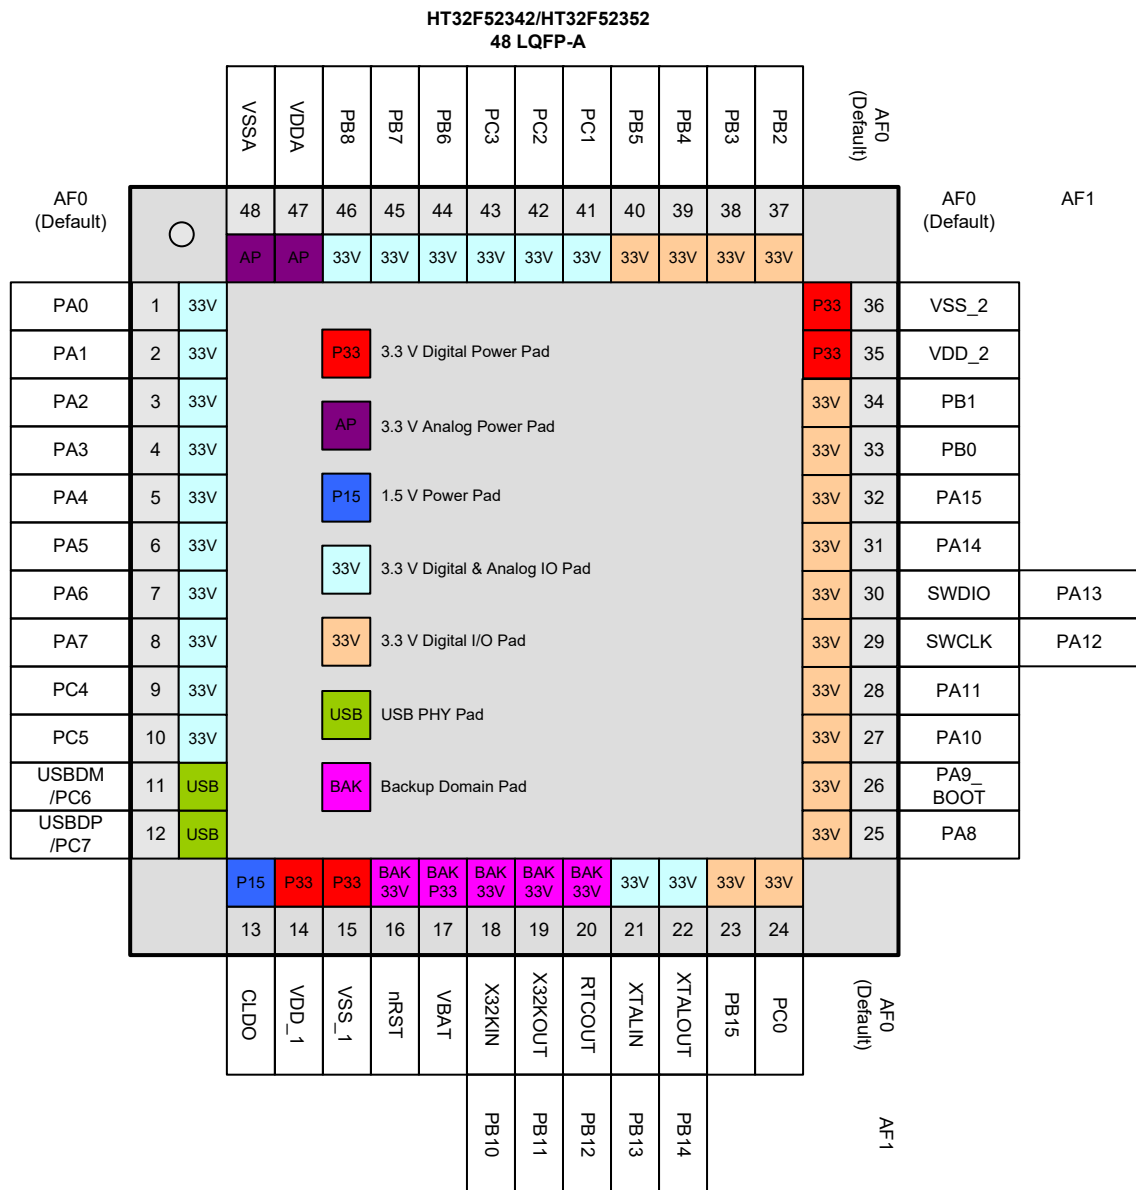 HT32F52342/HT32F52352
48 LQFP-A
VSSA
VDDA
PB8
PB7
PB6
PC3
PC2
PC1
PB5
PB4
PB3
PB2
AF0
(Default)
AF0
(Default)
48
47
46
45
44
43
42
41
40
39
38
37
AF0
(Default)
AF1
AP
AP
33V
33V
33V
33V
33V
33V
33V
33V
33V
33V
PA0
1
33V
P33
36
VSS_2
PA1
2
33V
P33
3.3 V Digital Power Pad
P33
35
VDD_2
PA2
3
33V
33V
34
PB1
AP
3.3 V Analog Power Pad
PA3
4
33V
33V
33
PB0
PA4
5
33V
P15
1.5 V Power Pad
33V
32
PA15
PA5
6
33V
33V
31
PA14
33V
3.3 V Digital & Analog IO Pad
PA6
7
33V
33V
30
SWDIO
PA13
PA7
8
33V
33V
3.3 V Digital I/O Pad
33V
29
SWCLK
PA12
PC4
9
33V
33V
28
PA11
USB
USB PHY Pad
PC5
10
33V
33V
27
PA10
USBDM
/PC6
11
USB
BAK
Backup Domain Pad
33V
26
PA9_
BOOT
USBDP
/PC7
12
USB
33V
25
PA8
P15
P33
P33
BAK
33V
BAK
P33
BAK
33V
BAK
33V
BAK
33V
33V
33V
33V
33V
13
14
15
16
17
18
19
20
21
22
23
24
CLDO
VDD_1
VSS_1
nRST
VBAT
X32KIN
X32KOUT
RTCOUT
XTALIN
XTALOUT
PB15
PC0
AF0
(Default)
PB10
PB11
PB12
PB13
PB14
AF1